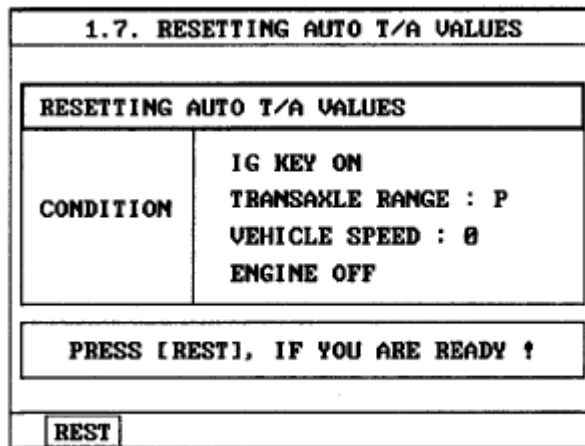 1.7. RESETTING AUTO T/A VALUES
RESETTING AUTO T/A VALUES
CONDITION
IG KEY ON
TRANSAXLE RANGE : P
VEHICLE SPEED : 0
ENGINE OFF
PRESS [REST], IF YOU ARE READY !
REST